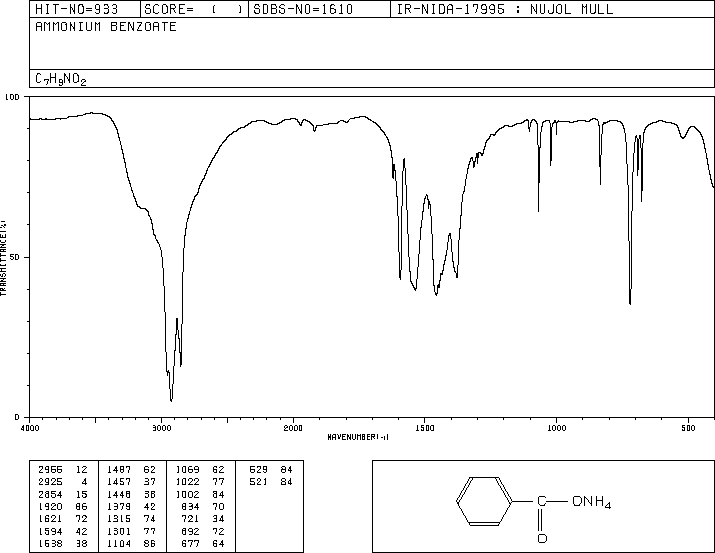 HIT-NO=933 SCORE= ( ) SDBS-NO=1610 IR-NIDA-17995 : NUJOL MULL
AMMONIUM BENZOATE
C7H9NO2
100
50
0
TRANSMITTANCE(%)
4000 3000 2000 1500 1000 500
WAVENUMBER(-1)
2955 12 1487 62 1069 62 529 84
2925 4 1457 37 1022 77 521 84
2854 15 1448 38 1002 84
1920 86 1379 42 834 70
1621 72 1315 74 721 34
1594 42 1301 77 692 72
1538 38 1104 86 677 64
C ONH4
O